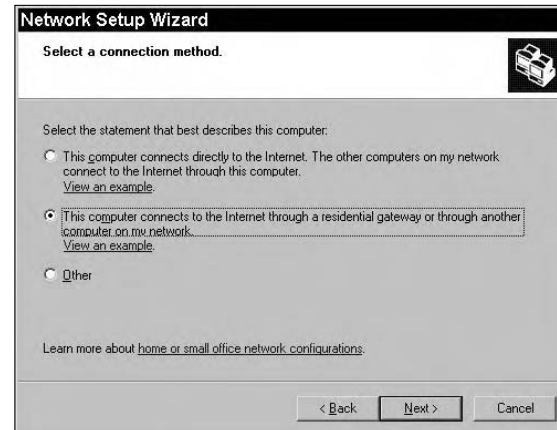 Network Setup Wizard
Select a connection method.
Select the statement that best describes this computer:
This computer connects directly to the Internet. The other computers on my network
connect to the Internet through this computer.
View an example.
This computer connects to the Internet through a residential gateway or through another
computer on my network.
View an example.
Other
Learn more about home or small office network configurations.
< Back Next > Cancel